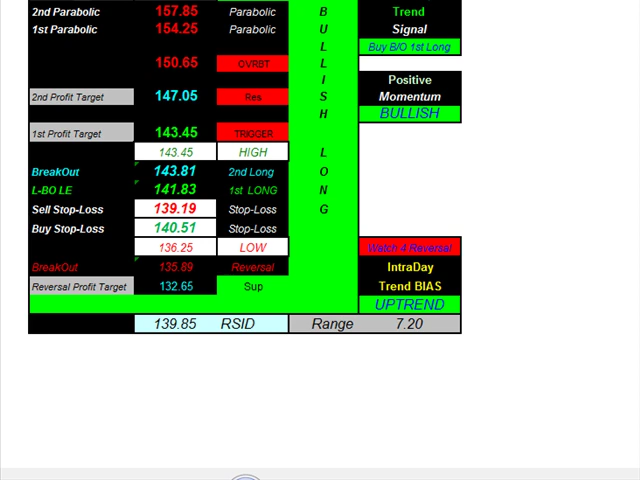 2nd Parabolic 157.85 Parabolic
1st Parabolic 154.25 Parabolic
150.65 OVRBT
2nd Profit Target 147.05 Res
1st Profit Target 143.45 TRIGGER
143.45 HIGH
BreakOut 143.81 2nd Long
L-BO LE 141.83 1st LONG
Sell Stop-Loss 139.19 Stop-Loss
Buy Stop-Loss 140.51 Stop-Loss
136.25 LOW
BreakOut 135.89 Reversal
Reversal Profit Target 132.65 Sup
139.85 RSID Range 7.20
B
U
L
L
I
S
H
L
O
N
G
Trend
Signal
Buy B/O 1st Long
Positive
Momentum
BULLISH
Watch 4 Reversal
IntraDay
Trend BIAS
UPTREND